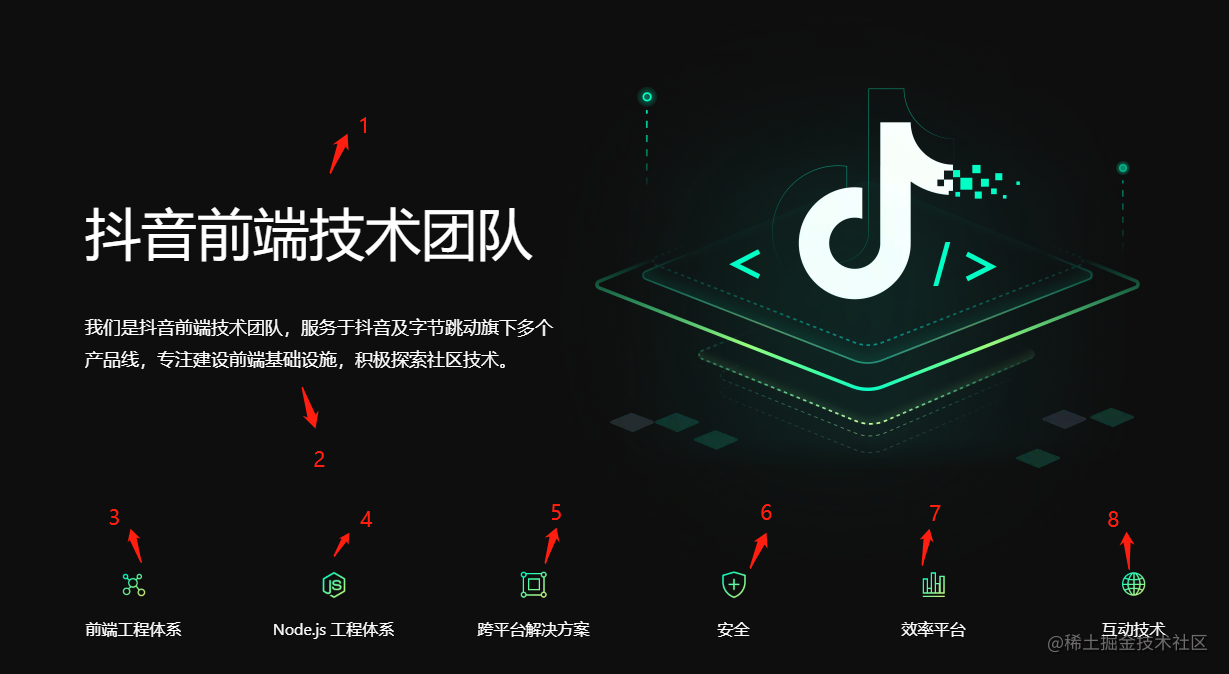 1
抖音前端技术团队
我们是抖音前端技术团队，服务于抖音及字节跳动旗下多个
产品线，专注建设前端基础设施，积极探索社区技术。
< />
2
3 4 5 6 7 8
JS
前端工程体系 Node.js 工程体系 跨平台解决方案 安全 效率平台 互动技术
@稀土掘金技术社区